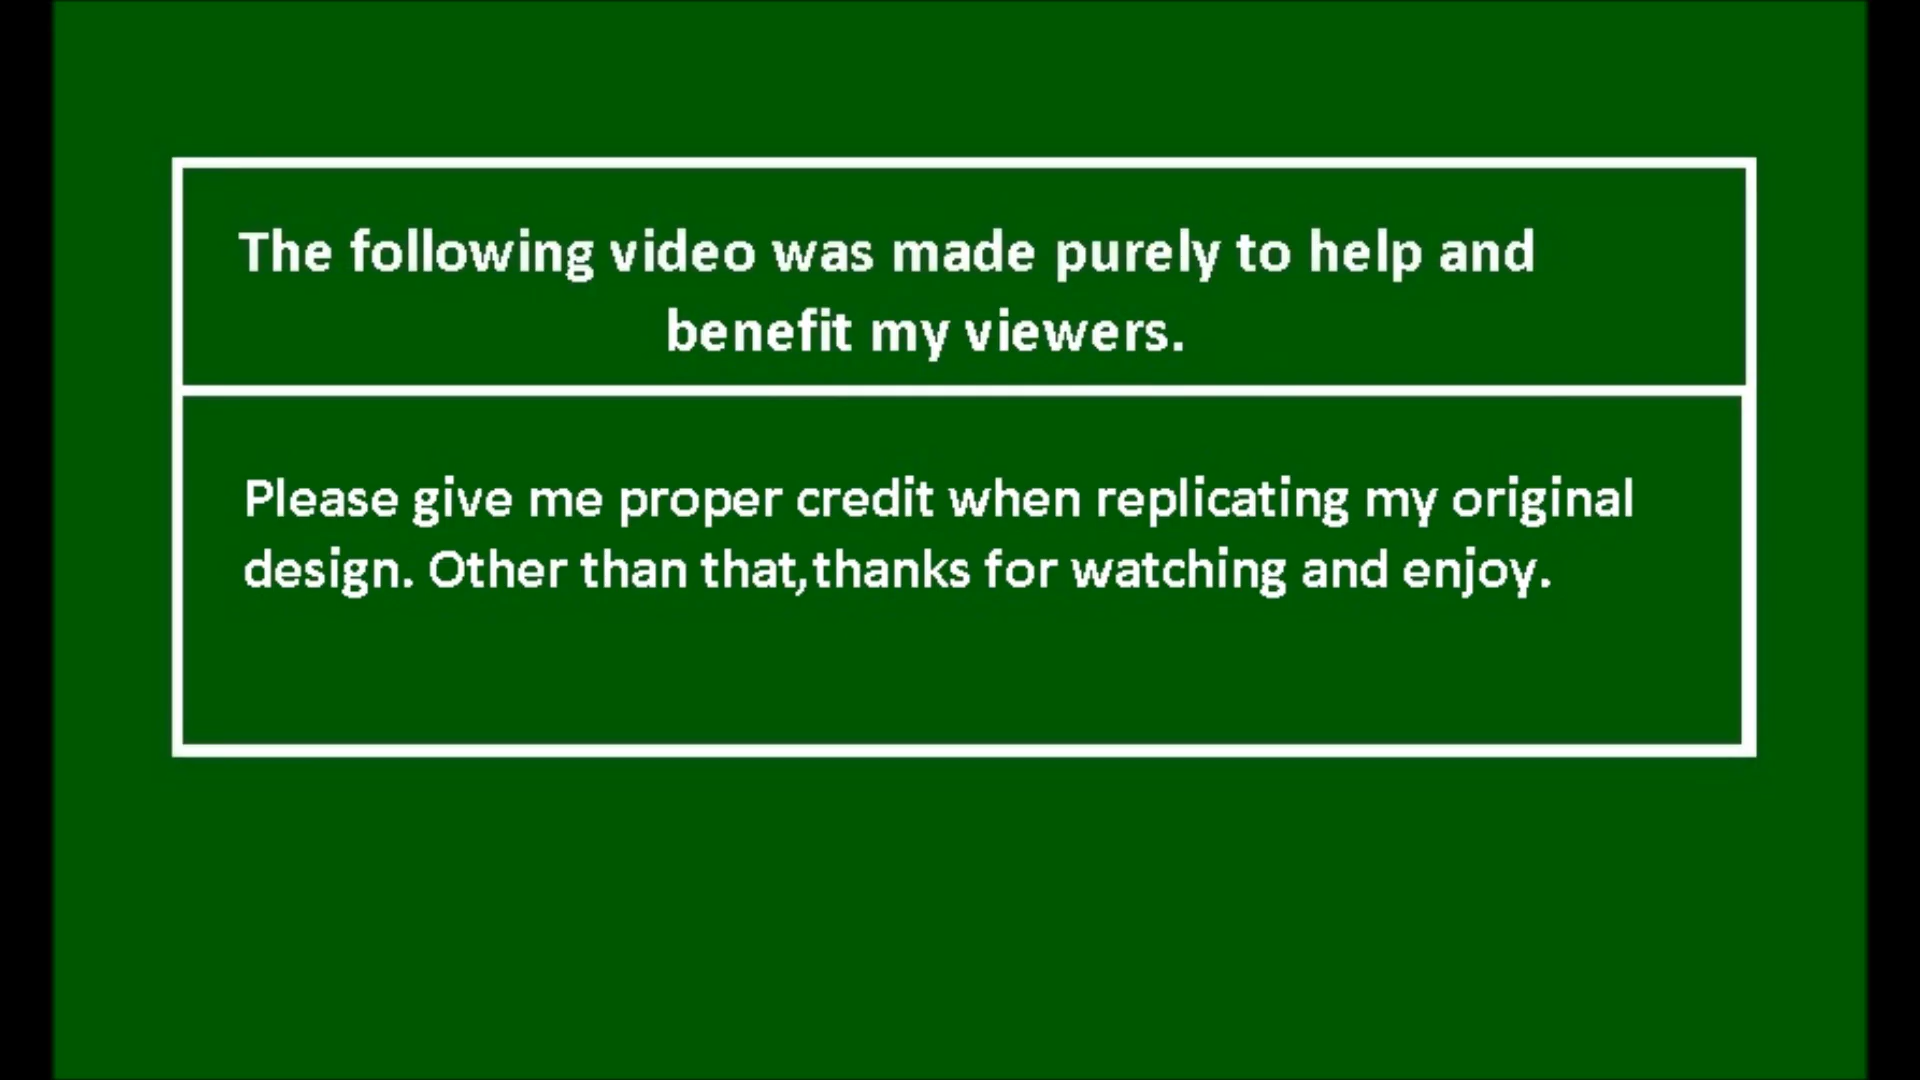 The following video was made purely to help and
benefit my viewers.
Please give me proper credit when replicating my original
design. Other than that,thanks for watching and enjoy.